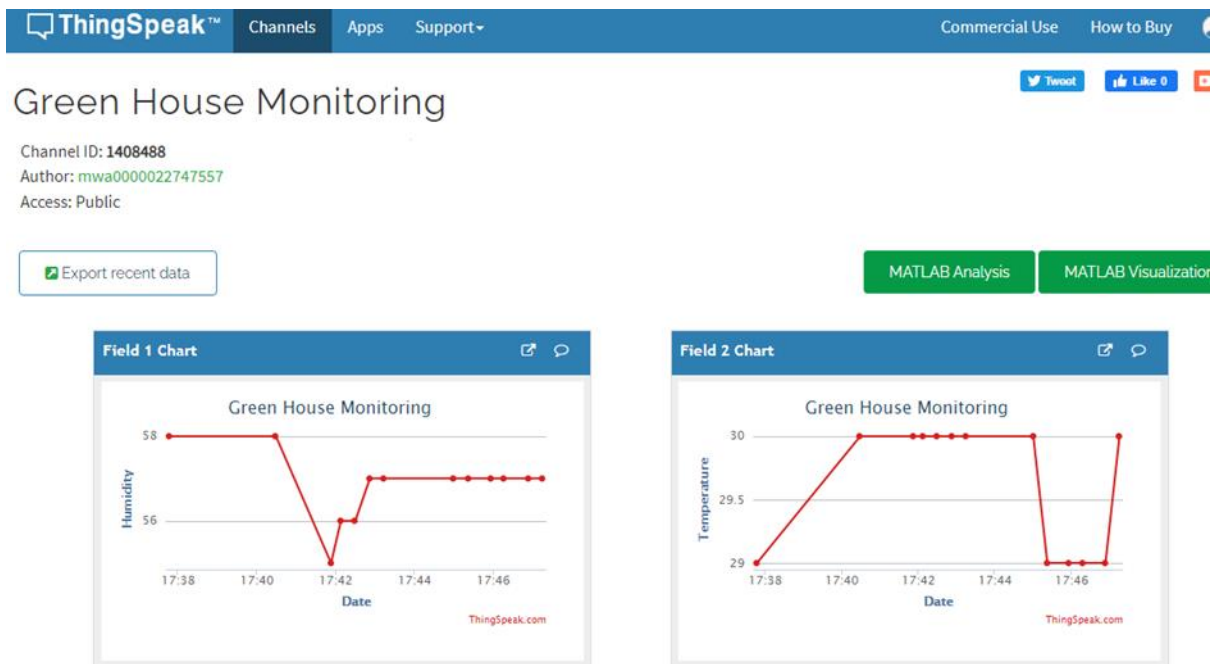 ThingSpeak™ Channels Apps Support Commercial Use How to Buy
Tweet Like 0
Green House Monitoring
Channel ID: 1408488
Author: mwa0000022747557
Access: Public
Export recent data MATLAB Analysis MATLAB Visualization
Field 1 Chart
Green House Monitoring
58
56
Humidity
17:38 17:40 17:42 17:44 17:46
Date
ThingSpeak.com
Field 2 Chart
Green House Monitoring
30
29.5
29
Temperature
17:38 17:40 17:42 17:44 17:46
Date
ThingSpeak.com